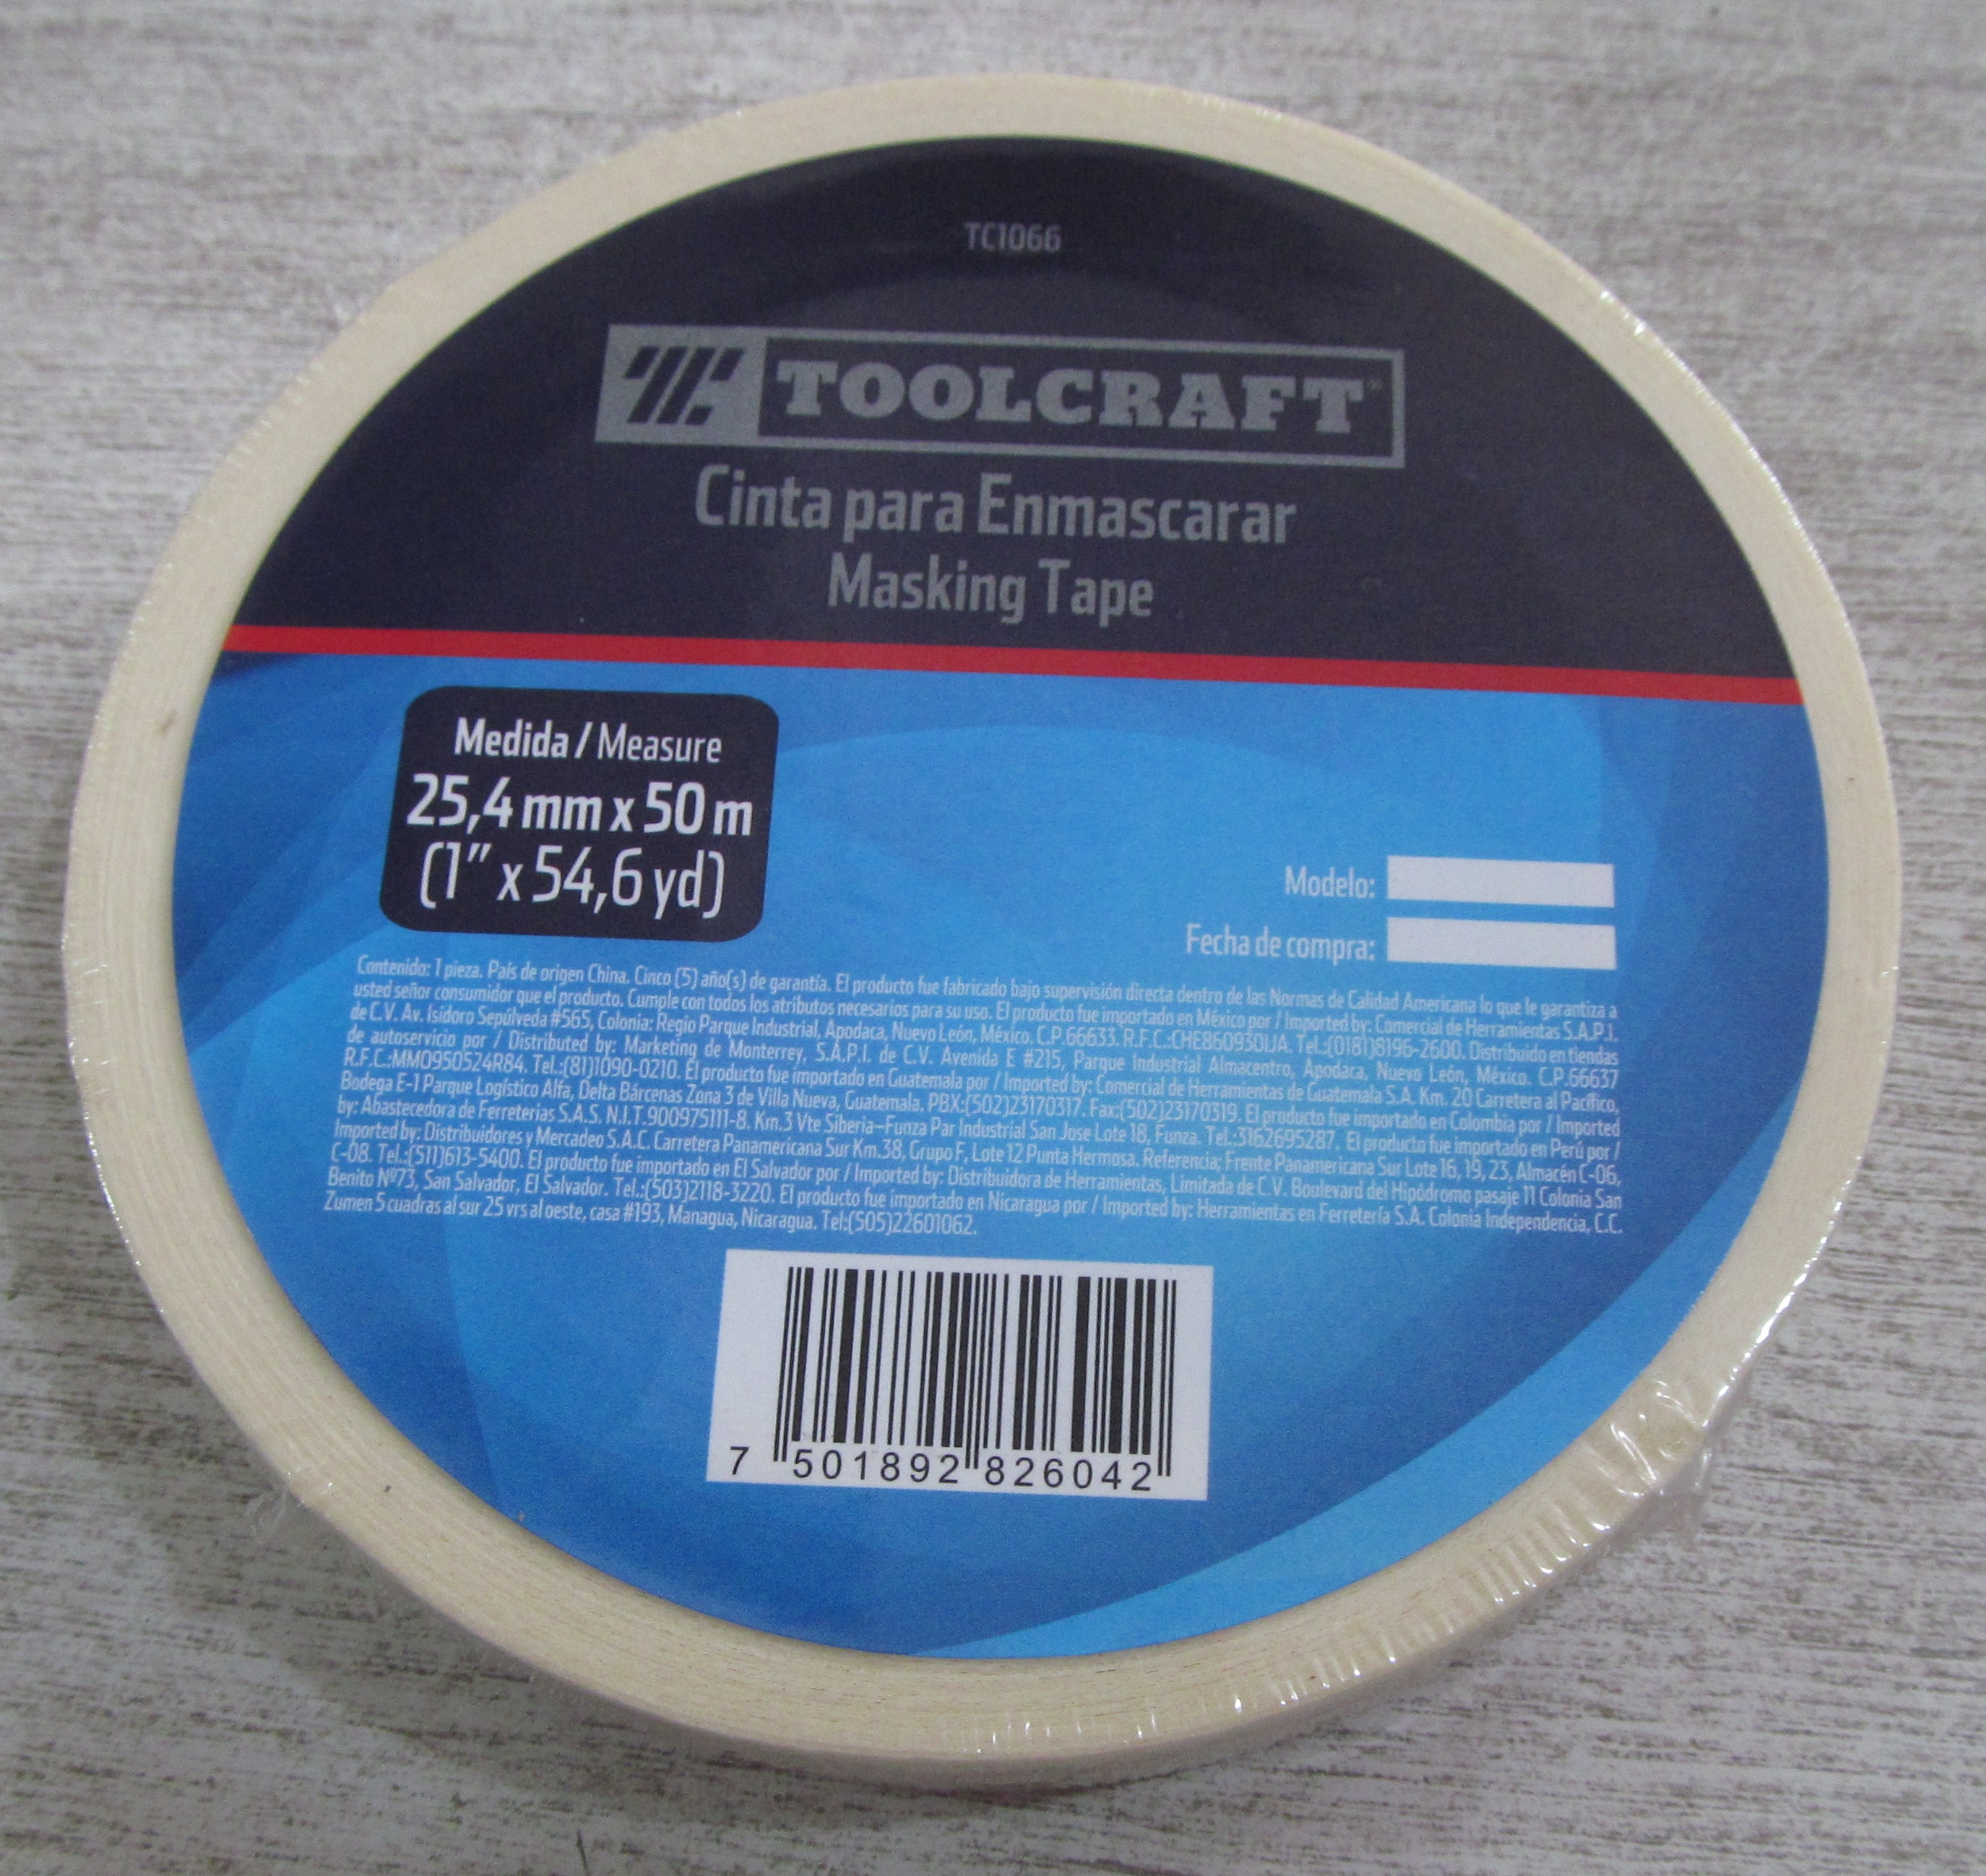 TC1066
TOOLCRAFT
Cinta para Enmascarar
Masking Tape
Medida / Measure
25,4 mm x 50 m
(1” x 54,6 yd)
Modelo:
Fecha de compra:
Contenido: 1 pieza. País de origen China. Cinco (5) año(s) de garantía. El producto fue fabricado bajo supervisión directa dentro de las Normas de Calidad Americana lo que le garantiza a
usted señor consumidor que el producto. Cumple con todos los atributos necesarios para su uso. El producto fue importado en México por / Imported by: Comercial de Herramientas S.A.P.I.
de C.V. Av. Isidoro Sepúlveda #565, Colonia: Regio Parque Industrial, Apodaca, Nuevo León, México. C.P. 66633. R.F.C.:CHE860930IJA. Tel.:(0181)8196-2600. Distribuido en tiendas
de autoservicio por / Distributed by: Marketing de Monterrey, S.A.P.I. de C.V. Avenida E #215, Parque Industrial Almacentro, Apodaca, Nuevo León, México. C.P.66637
R.F.C.:MMO950524R84. Tel.:(81)1090-0210. El producto fue importado en Guatemala por / Imported by: Comercial de Herramientas de Guatemala S.A. Km. 20 Carretera al Pacífico,
Bodega E-1 Parque Logístico Alfa, Delta Bárcenas Zona 3 de Villa Nueva, Guatemala. PBX:(502)23170317. Fax:(502)23170319. El producto fue importado en Colombia por / Imported
by: Abastecedora de Ferreterias S.A.S. N.I.T.900975111-8. Km.3 Vte Siberia-Funza Par Industrial San Jose Lote 18, Funza. Tel.:3162695287. El producto fue importado en Perú por /
Imported by: Distribuidores y Mercadeo S.A.C. Carretera Panamericana Sur Km.38, Grupo F, Lote 12 Punta Hermosa. Referencia; Frente Panamericana Sur Lote 16, 19, 23, Almacén C-06,
C-08. Tel.:(511)613-5400. El producto fue importado en El Salvador por / Imported by: Distribuidora de Herramientas, Limitada de C.V. Boulevard del Hipódromo pasaje 11 Colonia San
Benito Nº73, San Salvador, El Salvador. Tel.:(503)2118-3220. El producto fue importado en Nicaragua por / Imported by: Herramientas en Ferretería S.A. Colonia Independencia, C.C.
Zumen 5 cuadras al sur 25 vrs al oeste, casa #193, Managua, Nicaragua. Tel:(505)22601062.
7 501892 826042